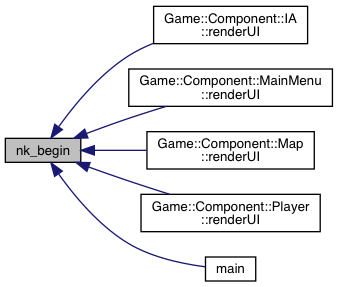 Game::Component::IA
::renderUI
Game::Component::MainMenu
::renderUI
nk_begin
Game::Component::Map
::renderUI
Game::Component::Player
::renderUI
main